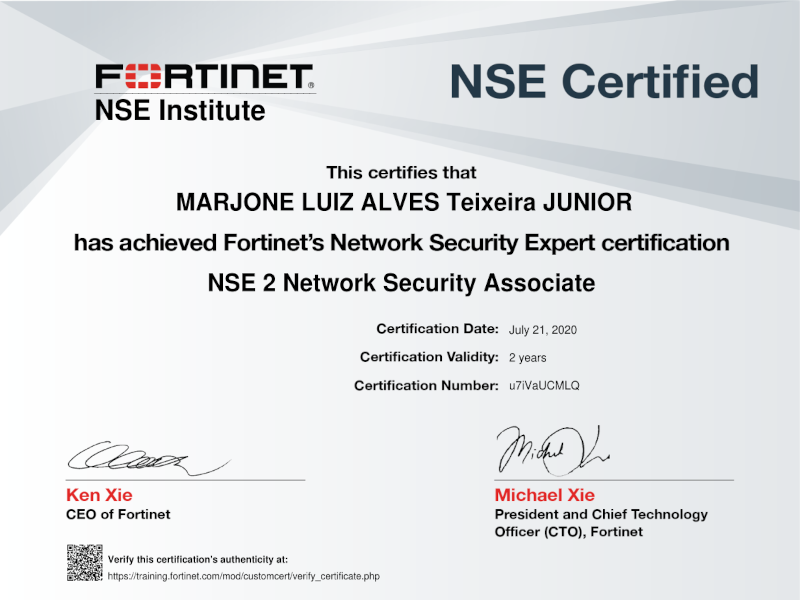 FORTINET®
NSE Institute
NSE Certified
This certifies that
MARJONE LUIZ ALVES Teixeira JUNIOR
has achieved Fortinet's Network Security Expert certification
NSE 2 Network Security Associate
Certification Date: July 21, 2020
Certification Validity: 2 years
Certification Number: u7iVaUCMLQ
Ken Xie
CEO of Fortinet
Michael Xie
President and Chief Technology
Officer (CTO), Fortinet
Verify this certification's authenticity at:
https://training.fortinet.com/mod/customcert/verify_certificate.php